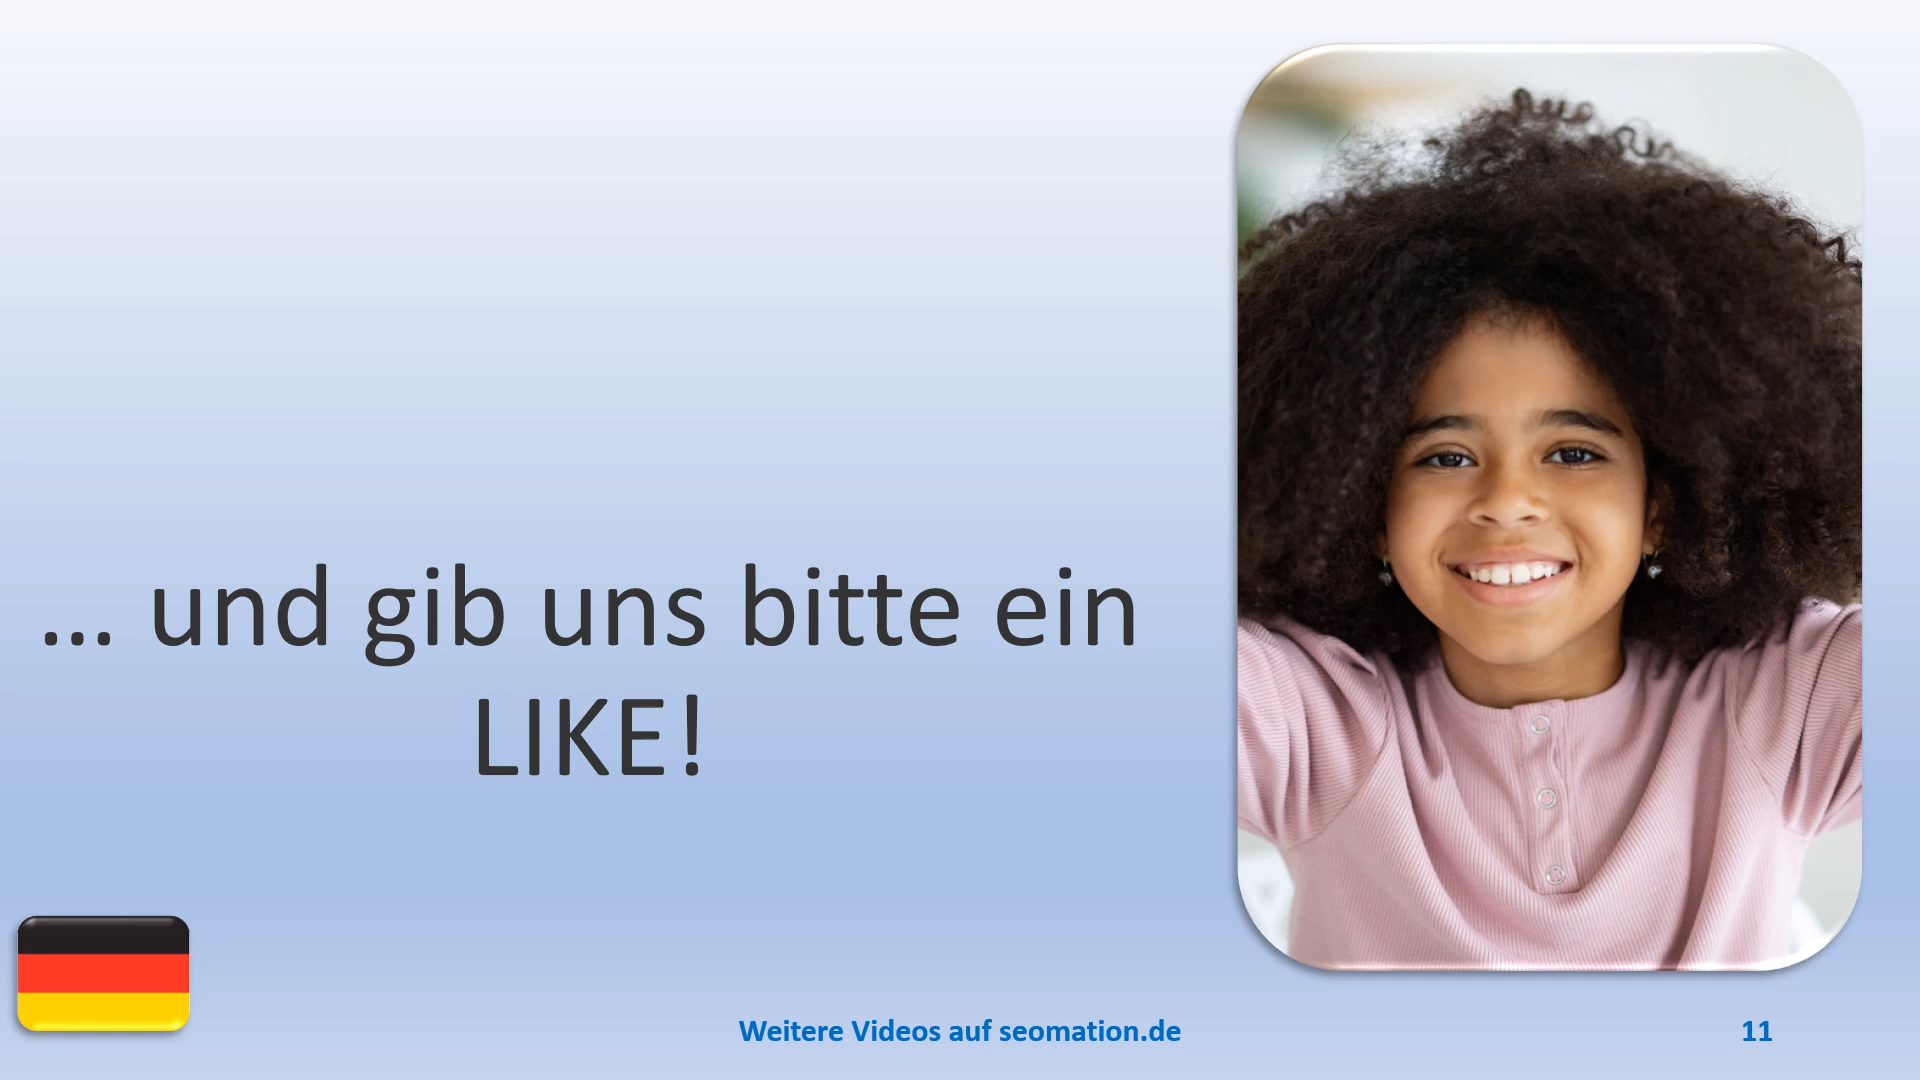 ... und gib uns bitte ein
LIKE!
Weitere Videos auf seomation.de
11